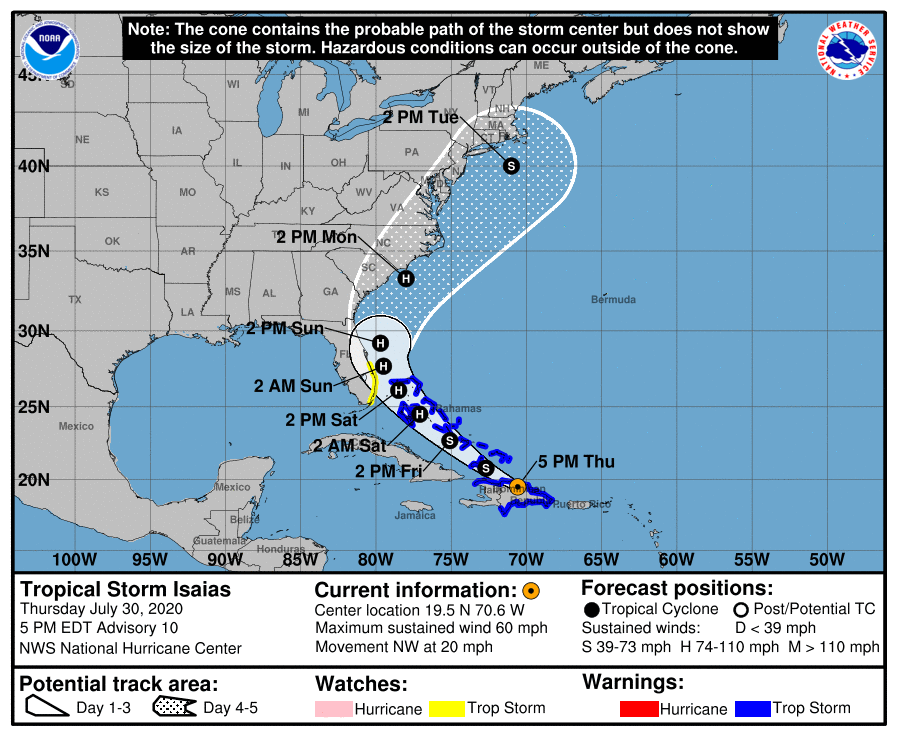 Note: The cone contains the probable path of the storm center but does not show
the size of the storm. Hazardous conditions can occur outside of the cone.
NOAA
NATIONAL WEATHER SERVICE
45N
SD
WI
ME
VT
NH
MI
NY
MA
CT
2 PM Tue
NE
IA
PA
40N
IL
IN
OH
S
KS
MO
WV
VA
KY
2 PM Mon
NC
35N
OK
AR
SC
H
MS
AL
GA
TX
LA
Bermuda
30N
2 PM Sun
H
FL
2 AM Sun
H
2 PM Sat
H
25N
Bahamas
Mexico
2 AM Sat
H
2 PM Fri
S
5 PM Thu
S
20N
Mexico
Haiti
Puerto Rico
Jamaica
Belize
Guatemala
Honduras
100W 95W 90W 85W 80W 75W 70W 65W 60W 55W 50W
Tropical Storm Isaias
Thursday July 30, 2020
5 PM EDT Advisory 10
NWS National Hurricane Center
Current information:
Center location 19.5 N 70.6 W
Maximum sustained wind 60 mph
Movement NW at 20 mph
Forecast positions:
Tropical Cyclone Post/Potential TC
Sustained winds: D < 39 mph
S 39-73 mph H 74-110 mph M > 110 mph
Potential track area:
Day 1-3 Day 4-5
Watches:
Hurricane Trop Storm
Warnings:
Hurricane Trop Storm